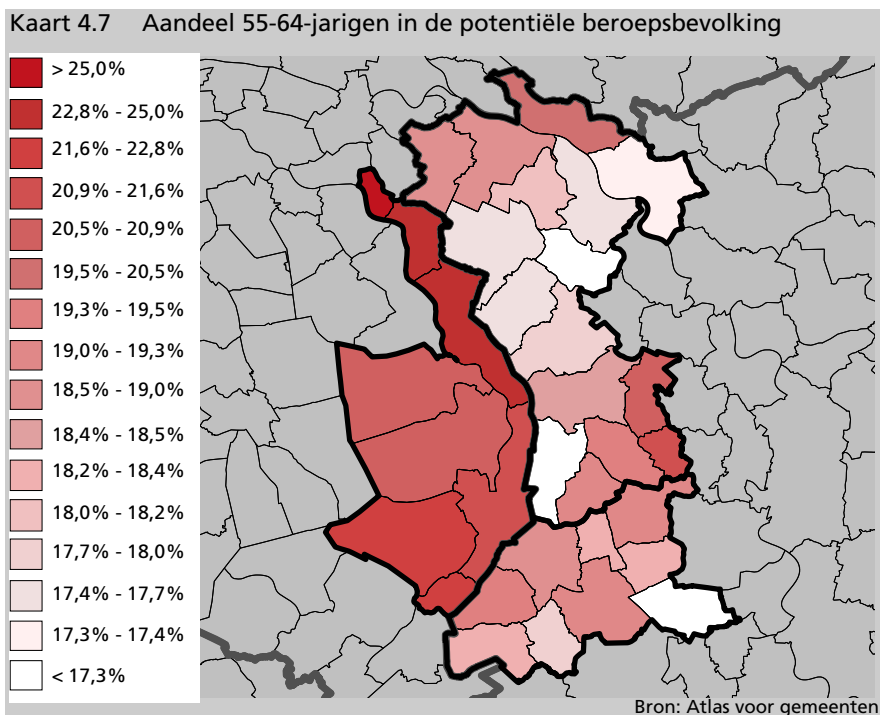 Kaart 4.7 Aandeel 55-64-jarigen in de potentiële beroepsbevolking
> 25,0%
22,8% - 25,0%
21,6% - 22,8%
20,9% - 21,6%
20,5% - 20,9%
19,5% - 20,5%
19,3% - 19,5%
19,0% - 19,3%
18,5% - 19,0%
18,4% - 18,5%
18,2% - 18,4%
18,0% - 18,2%
17,7% - 18,0%
17,4% - 17,7%
17,3% - 17,4%
< 17,3%
Bron: Atlas voor gemeenten